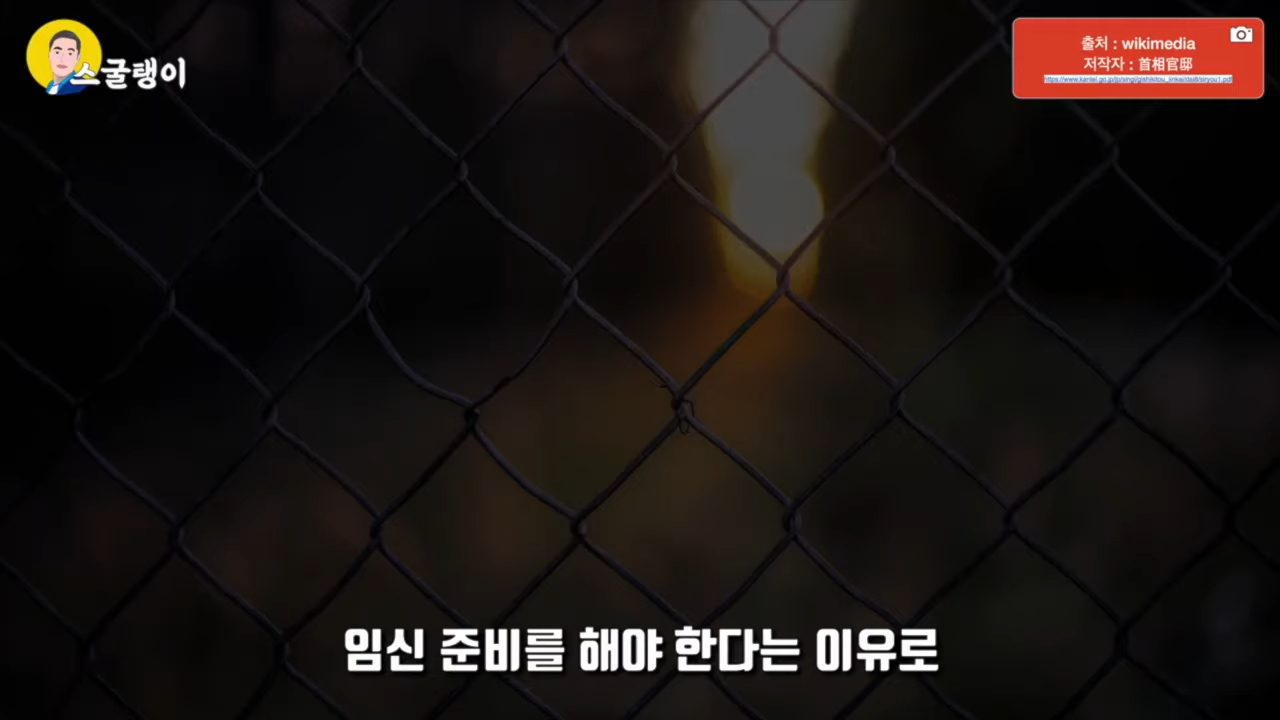 스굴탱이
출처 : wikimedia
저작자 : 首相官邸
임신 준비를 해야 한다는 이유로